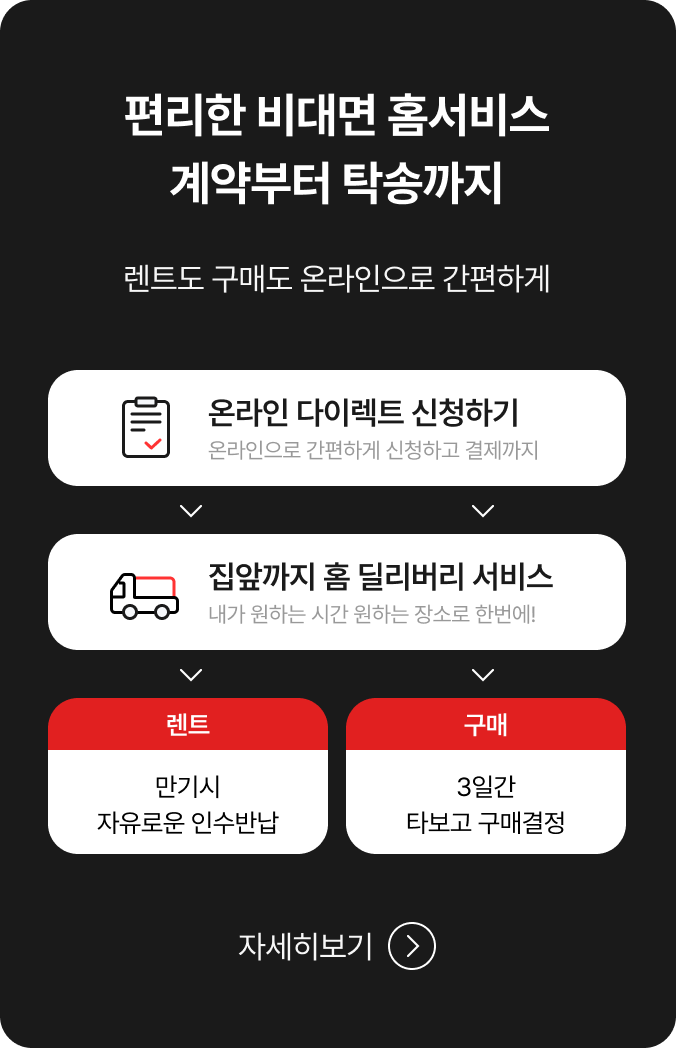 편리한 비대면 홈서비스
계약부터 탁송까지
렌트도 구매도 온라인으로 간편하게
온라인 다이렉트 신청하기
온라인으로 간편하게 신청하고 결제까지
집앞까지 홈 딜리버리 서비스
내가 원하는 시간 원하는 장소로 한번에!
렌트
만기시
자유로운 인수반납
구매
3일간
타보고 구매결정
자세히보기